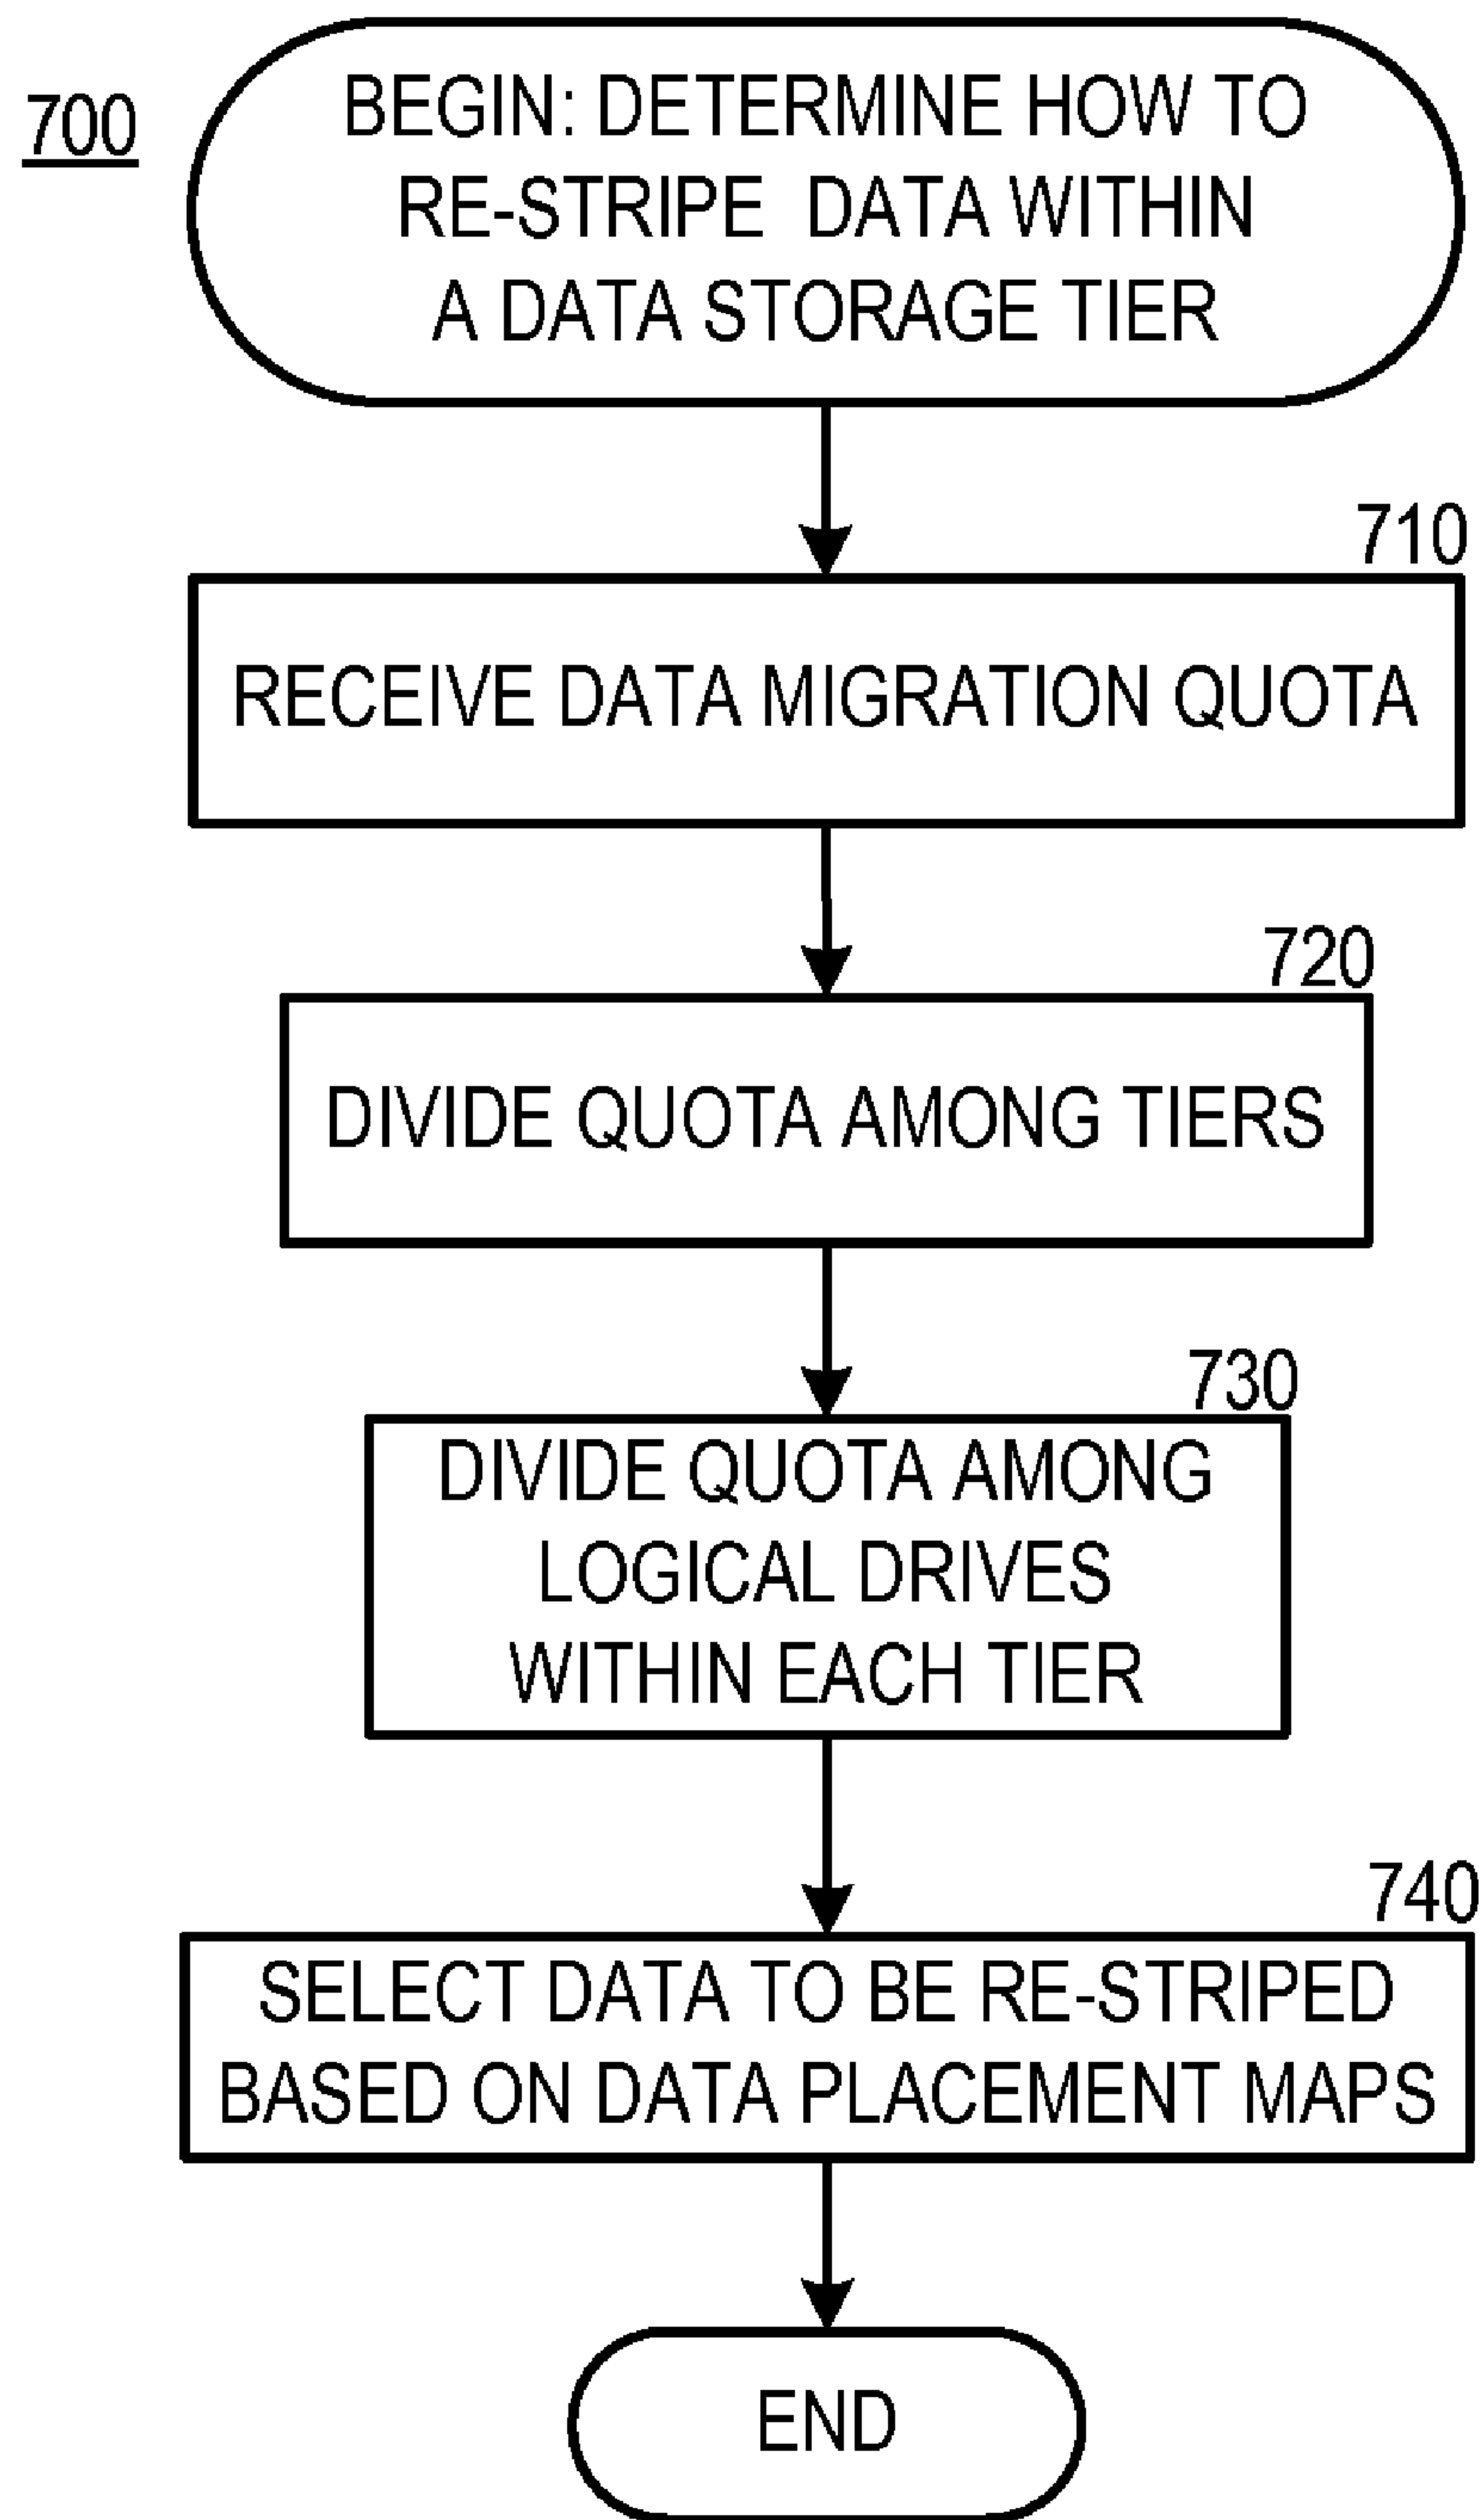 700
BEGIN: DETERMINE HOW TO
RE-STRIPE DATA WITHIN
A DATA STORAGE TIER
710
RECEIVE DATA MIGRATION QUOTA
720
DIVIDE QUOTA AMONG TIERS
730
DIVIDE QUOTA AMONG
LOGICAL DRIVES
WITHIN EACH TIER
740
SELECT DATA TO BE RE-STRIPED
BASED ON DATA PLACEMENT MAPS
END